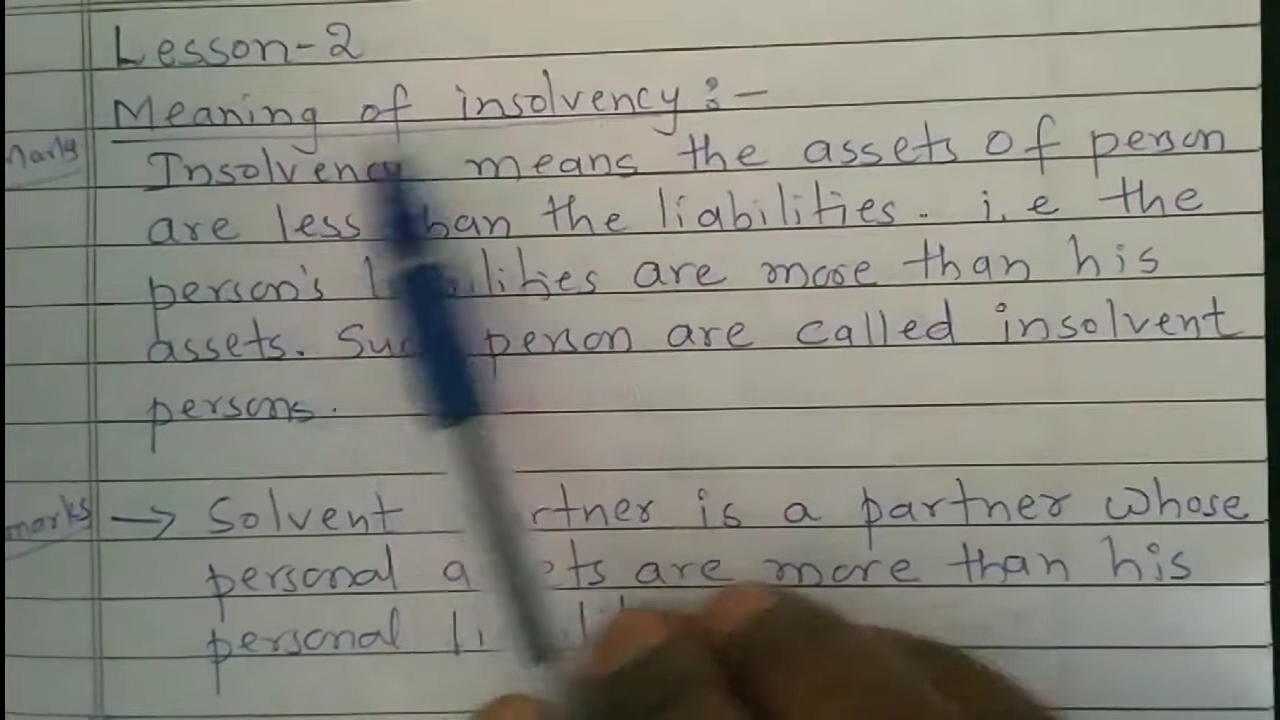 Lesson-2
Meaning of insolvency :-
marks
Insolvency means the assets of person
are less than the liabilities. i.e the
person's liabilities are more than his
assets. Such person are called insolvent
persons.
marks → Solvent partner is a partner whose
personal assets are more than his
personal